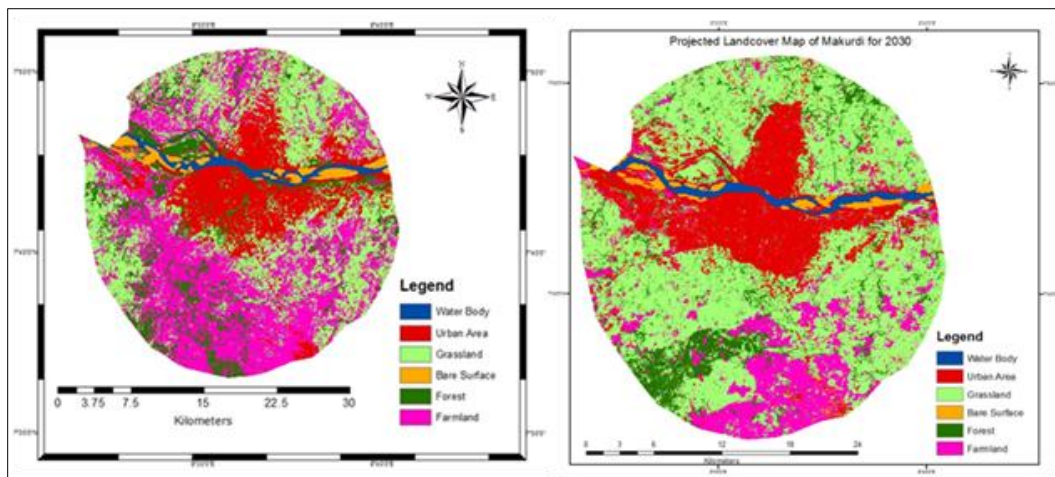 N
W
E
S
Legend
Water Body
Urban Area
Grassland
Bare Surface
Forest
Farmland
0 3.75 7.5 15 22.5 30
Kilometers
Projected Landcover Map of Makurdi for 2030
Legend
Water Body
Urban Area
Grassland
Bare Surface
Forest
Farmland
0 3 6 12 18 24
Kilometers